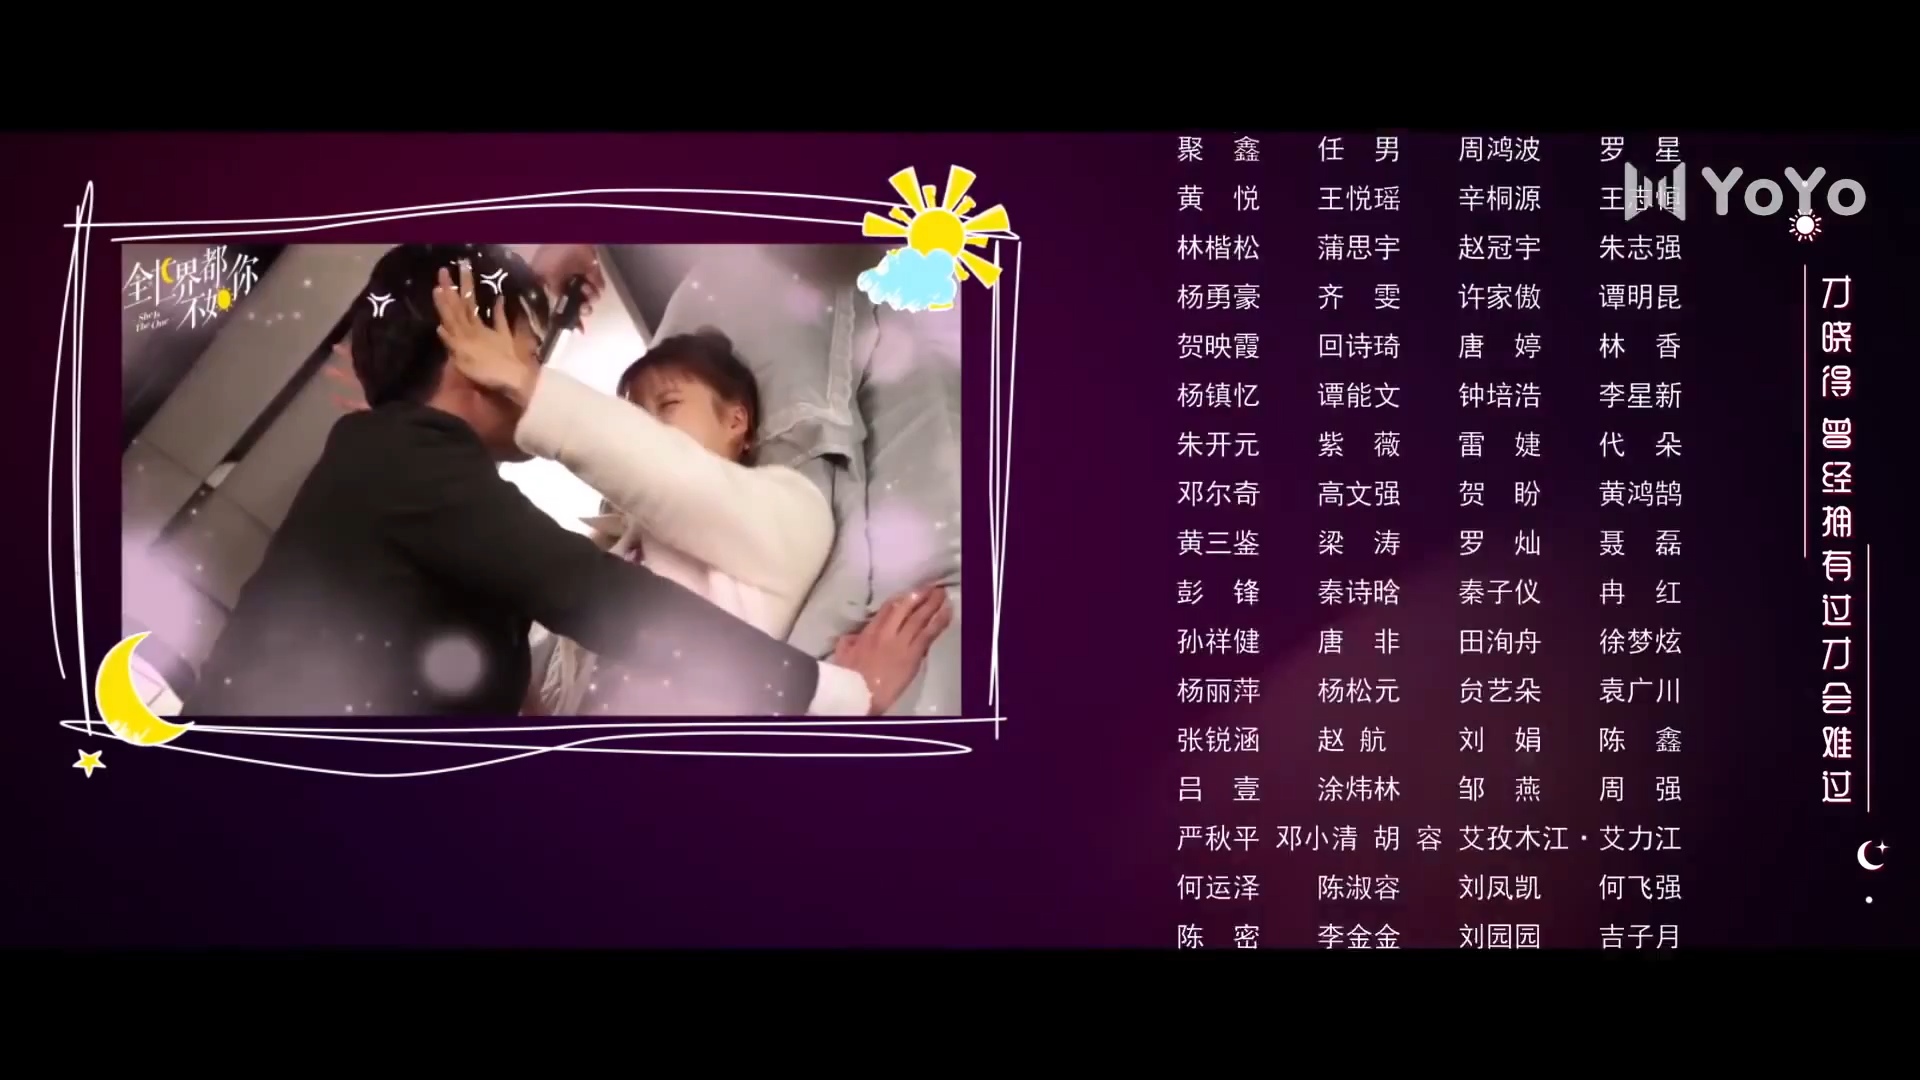 全世界都
不如你
She Is
The One
聚 鑫 任 男 周鸿波 罗 星
YoYo
黄 悦 王悦瑶 辛桐源 王志恒
林楷松 蒲思宇 赵冠宇 朱志强
杨勇豪 齐 雯 许家傲 谭明昆
贺映霞 回诗琦 唐 婷 林 香
杨镇忆 谭能文 钟培浩 李星新
朱开元 紫 薇 雷 婕 代 朵
邓尔奇 高文强 贺 盼 黄鸿鹄
黄三鉴 梁 涛 罗 灿 聂 磊
彭 锋 秦诗晗 秦子仪 冉 红
孙祥健 唐 非 田洵舟 徐梦炫
杨丽萍 杨松元 贠艺朵 袁广川
张锐涵 赵 航 刘 娟 陈 鑫
吕 壹 涂炜林 邹 燕 周 强
严秋平 邓小清 胡 容 艾孜木江·艾力江
何运泽 陈淑容 刘凤凯 何飞强
陈 密 李金金 刘园园 吉子月
才晓得 曾经拥有过才会难过